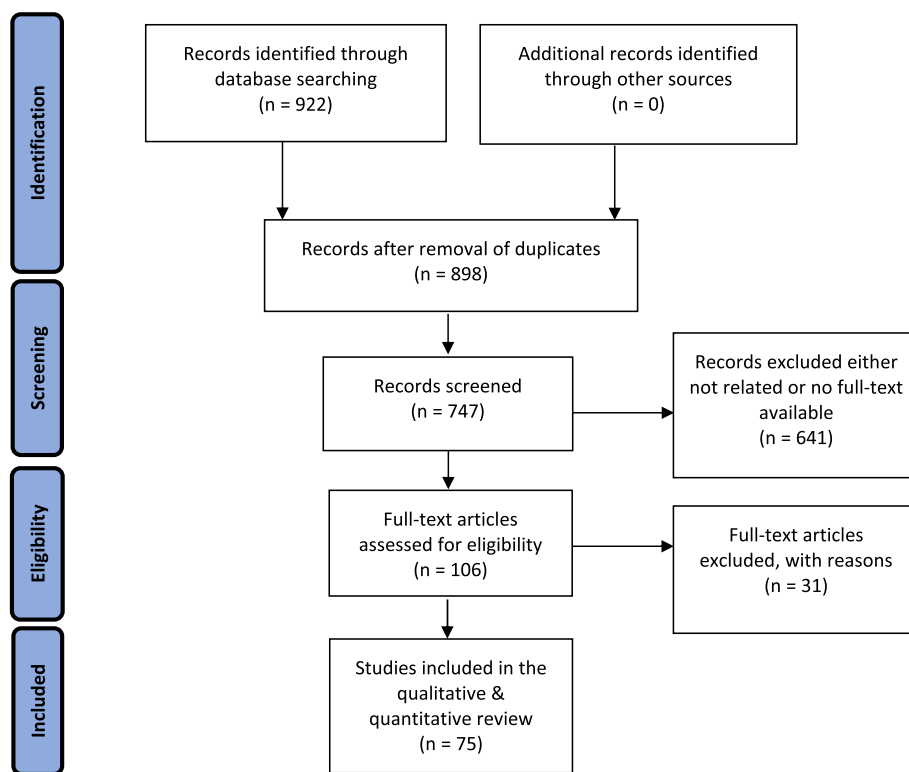 Identification
Records identified through
database searching
(n = 922)
Additional records identified
through other sources
(n = 0)
Records after removal of duplicates
(n = 898)
Screening
Records screened
(n = 747)
Records excluded either
not related or no full-text
available
(n = 641)
Eligibility
Full-text articles
assessed for eligibility
(n = 106)
Full-text articles
excluded, with reasons
(n = 31)
Included
Studies included in the
qualitative &
quantitative review
(n = 75)